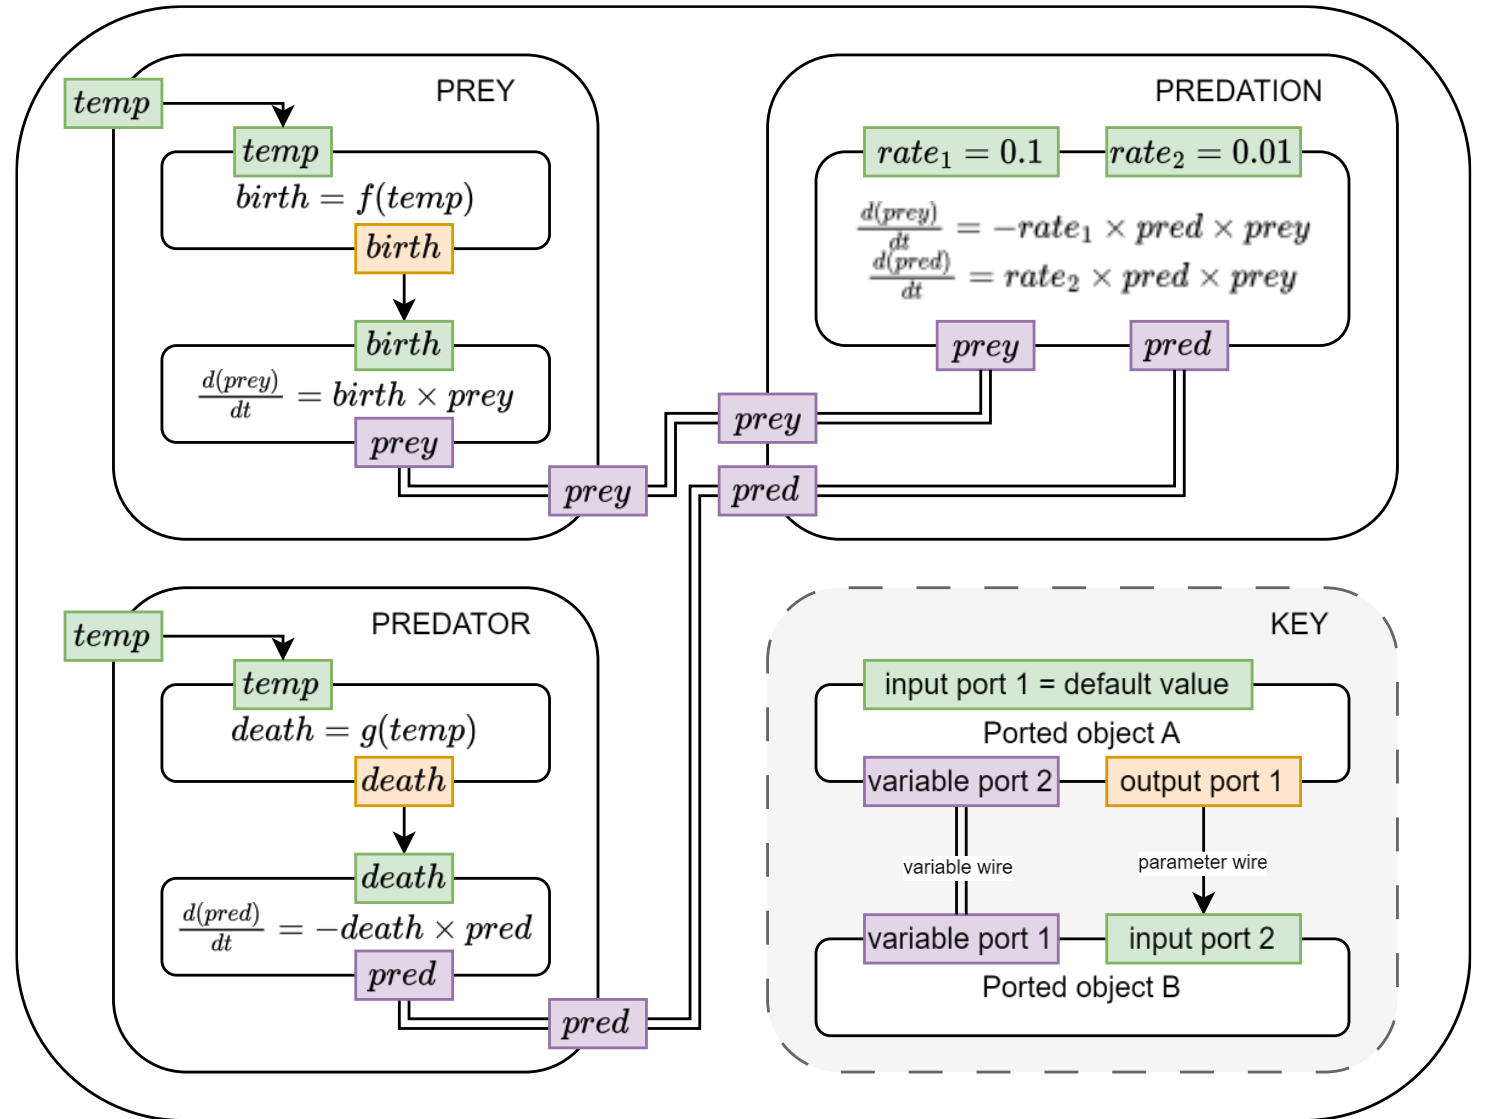 PREY
temp
temp
birth = f(temp)
birth
birth
d(prey)/dt = birth × prey
prey
prey
PREDATION
rate₁ = 0.1
rate₂ = 0.01
d(prey)/dt = −rate₁ × pred × prey
d(pred)/dt = rate₂ × pred × prey
prey
pred
prey
pred
PREDATOR
temp
temp
death = g(temp)
death
death
d(pred)/dt = −death × pred
pred
pred
KEY
input port 1 = default value
Ported object A
variable port 2
output port 1
variable wire
parameter wire
variable port 1
input port 2
Ported object B